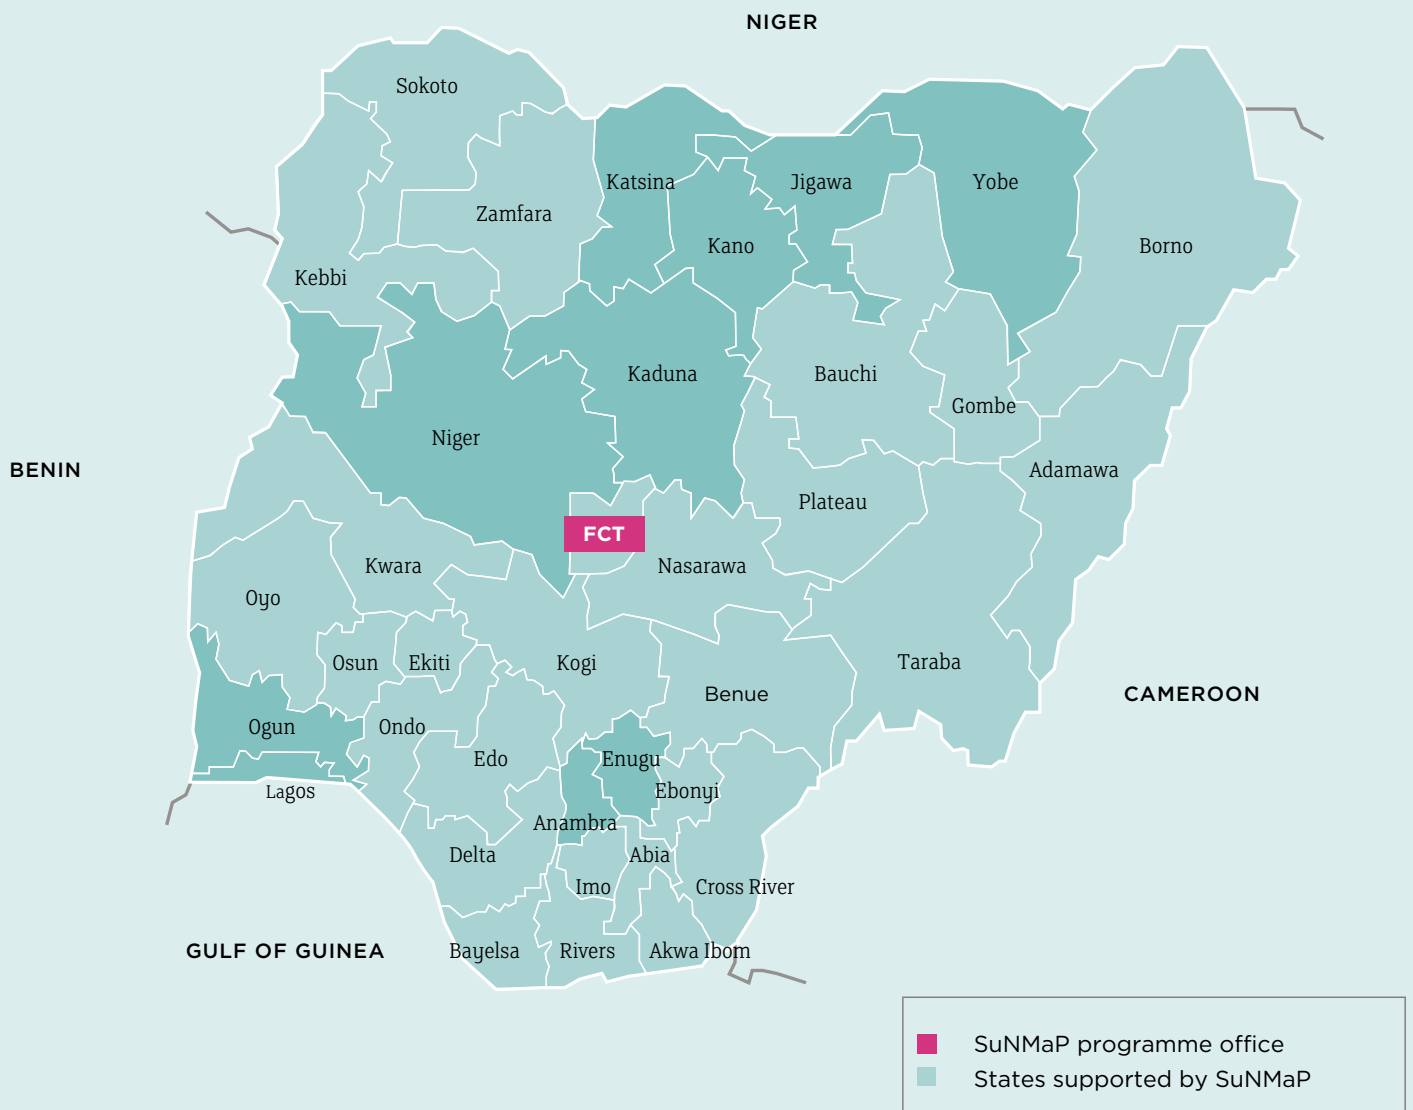 NIGER
Sokoto
Katsina
Jigawa
Yobe
Zamfara
Kano
Borno
Kebbi
Kaduna
Bauchi
Gombe
Niger
BENIN
Adamawa
Plateau
FCT
Kwara
Nasarawa
Oyo
Osun
Ekiti
Kogi
Taraba
Benue
CAMEROON
Ogun
Ondo
Edo
Enugu
Lagos
Ebonyi
Anambra
Delta
Abia
Imo
Cross River
GULF OF GUINEA
Bayelsa
Rivers
Akwa Ibom
SuNMaP programme office
States supported by SuNMaP